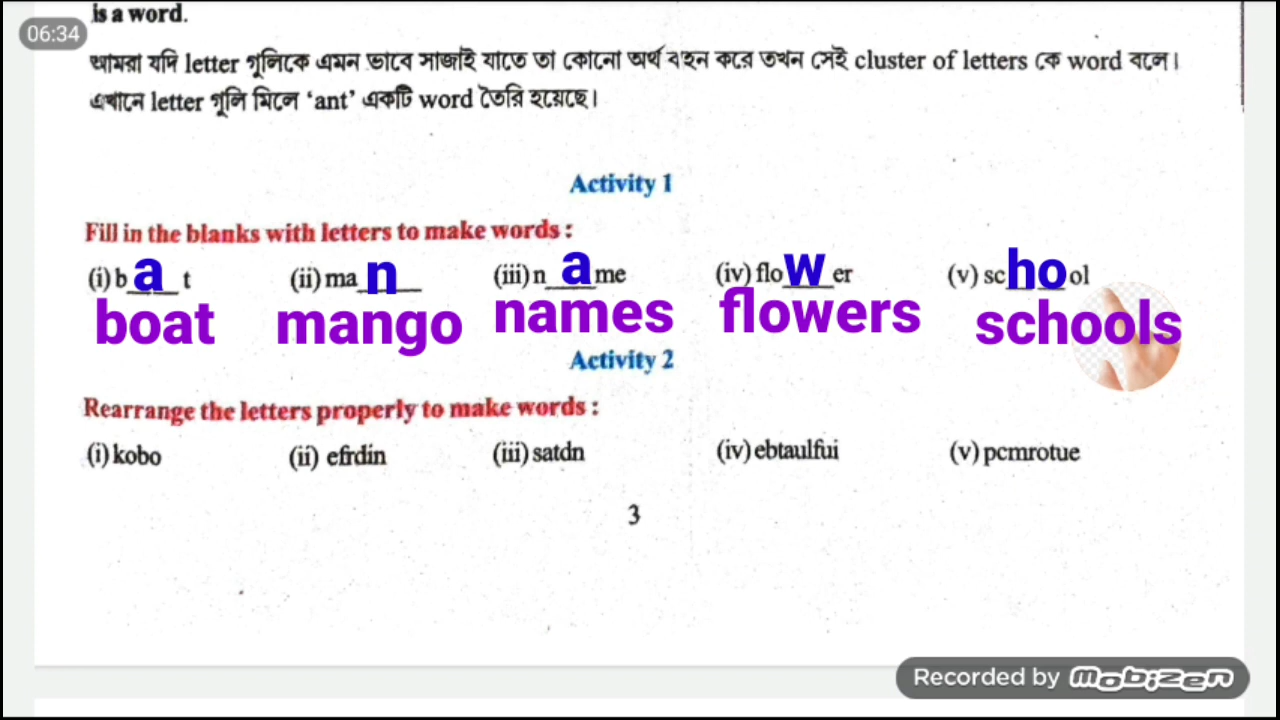 is a word.
06:34
আমরা যদি letter গুলিকে এমন ভাবে সাজাই যাতে তা কোনো অর্থ বহন করে তখন সেই cluster of letters কে word বলে।
এখানে letter গুলি মিলে ‘ant’ একটি word তৈরি হয়েছে।
Activity 1
Fill in the blanks with letters to make words :
(i) b a t (ii) ma n (iii) n a me (iv) flo w er (v) sc ho ol
boat mango names flowers schools
Activity 2
Rearrange the letters properly to make words :
(i) kobo (ii) efrdin (iii) satdn (iv) ebtaulfui (v) pcmrotue
3
Recorded by Mobizen